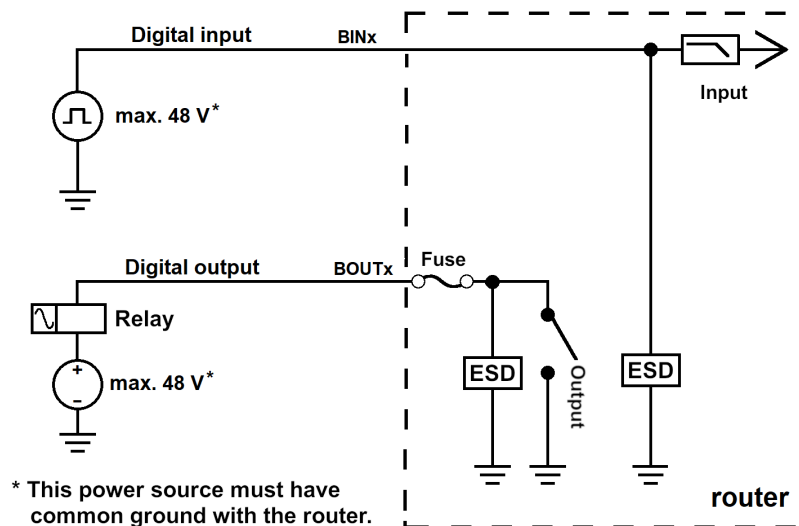 Digital input
BINx
Input
max. 48 V*
Digital output
BOUTx
Fuse
Relay
+
max. 48 V*
−
ESD
Output
ESD
* This power source must have
common ground with the router.
router